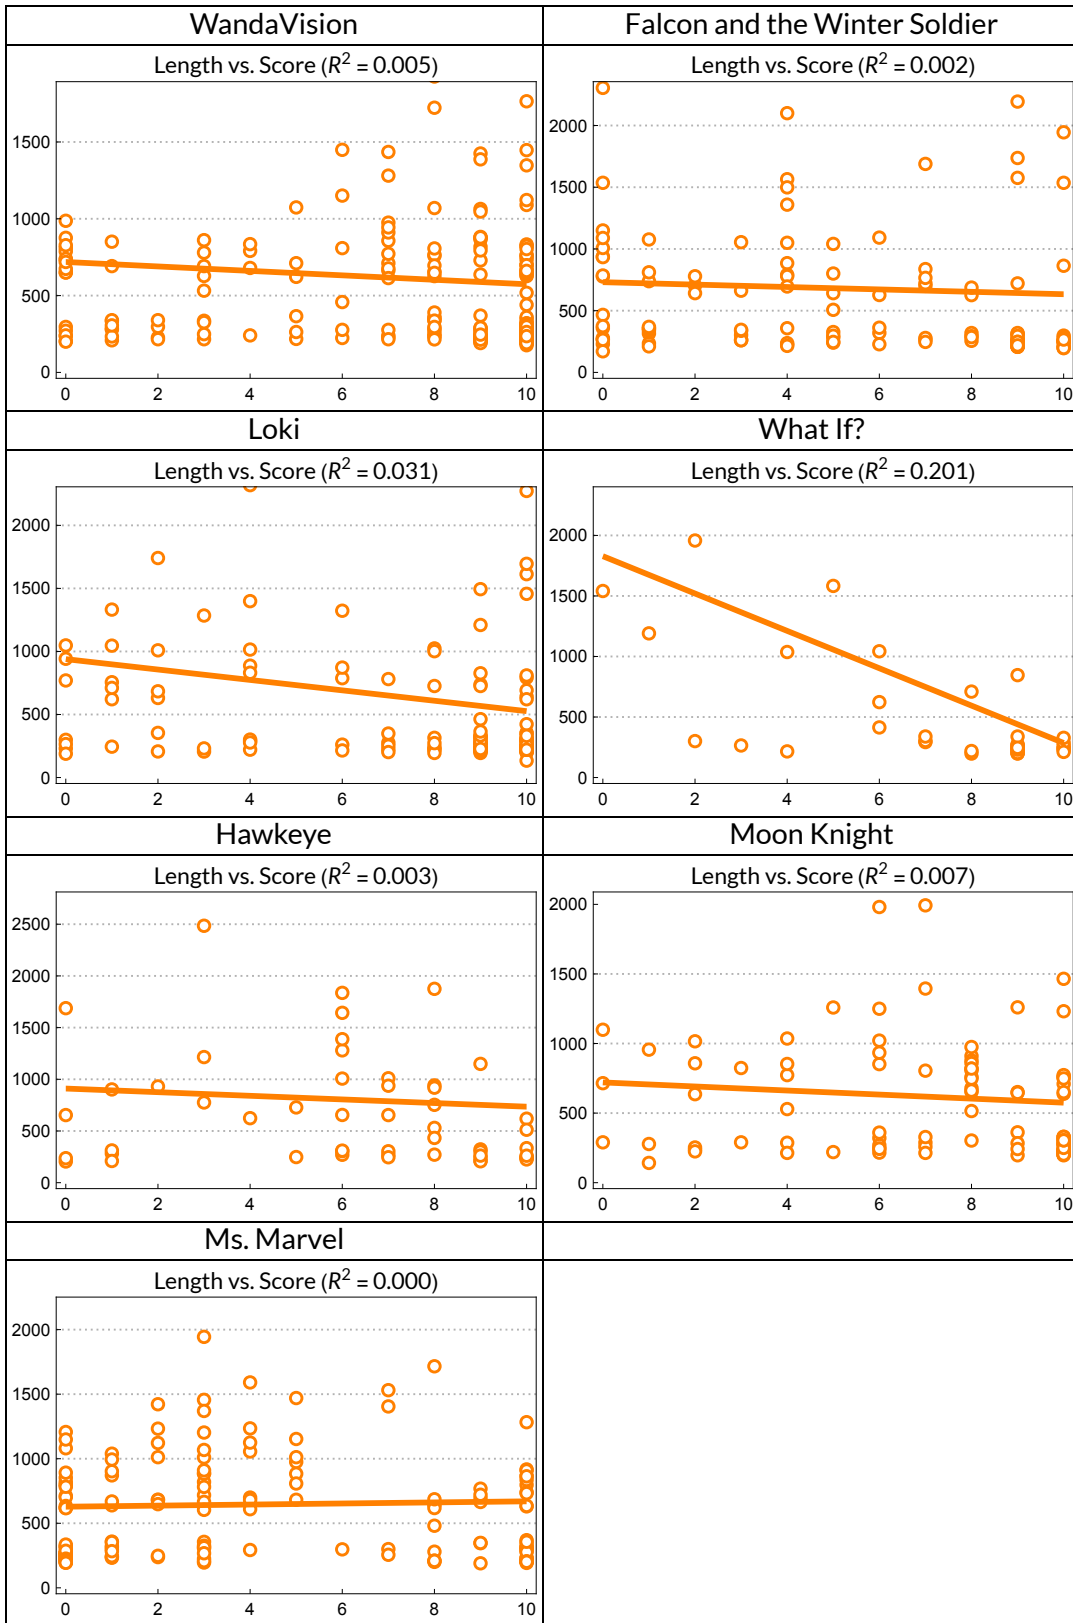 WandaVision
Falcon and the Winter Soldier
Length vs. Score (R² = 0.005)
1500
1000
500
0
0 2 4 6 8 10
Length vs. Score (R² = 0.002)
2000
1500
1000
500
0
0 2 4 6 8 10
Loki
What If?
Length vs. Score (R² = 0.031)
2000
1500
1000
500
0
0 2 4 6 8 10
Length vs. Score (R² = 0.201)
2000
1500
1000
500
0
0 2 4 6 8 10
Hawkeye
Moon Knight
Length vs. Score (R² = 0.003)
2500
2000
1500
1000
500
0
0 2 4 6 8 10
Length vs. Score (R² = 0.007)
2000
1500
1000
500
0
0 2 4 6 8 10
Ms. Marvel
Length vs. Score (R² = 0.000)
2000
1500
1000
500
0
0 2 4 6 8 10